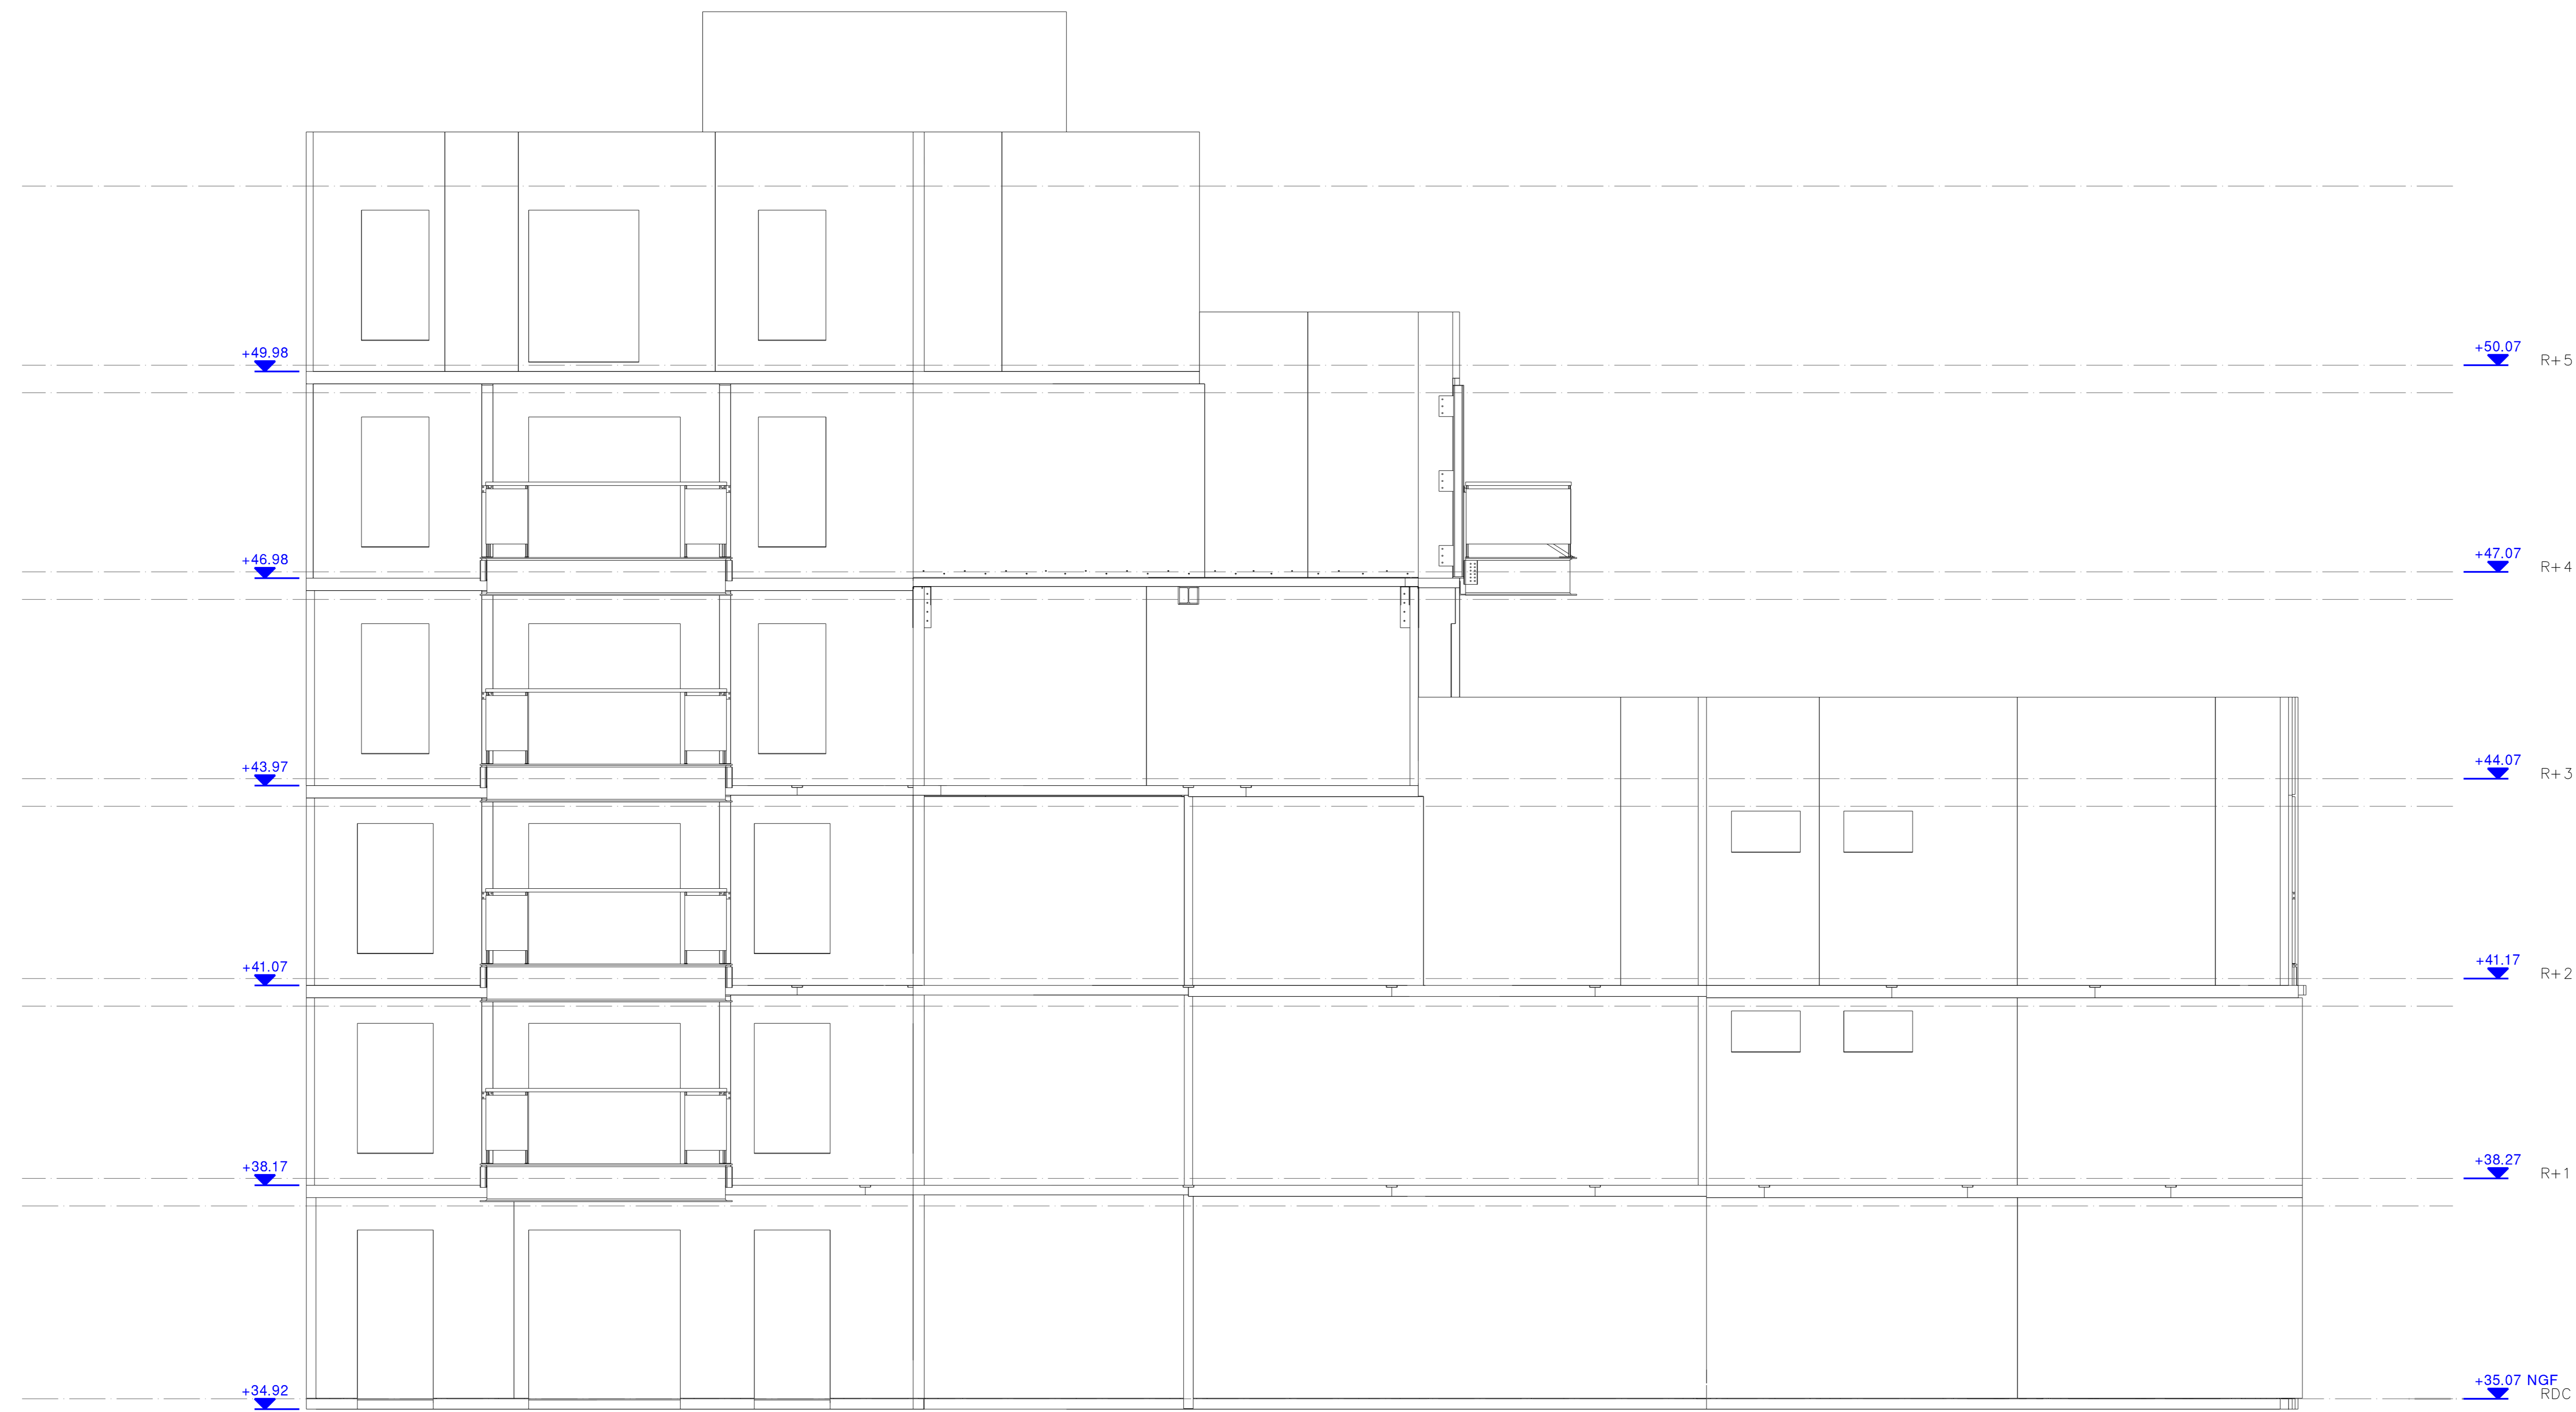 +49.98
+50.07
R+5
+46.98
+47.07
R+4
+43.97
+44.07
R+3
+41.07
+41.17
R+2
+38.17
+38.27
R+1
+34.92
+35.07 NGF
RDC